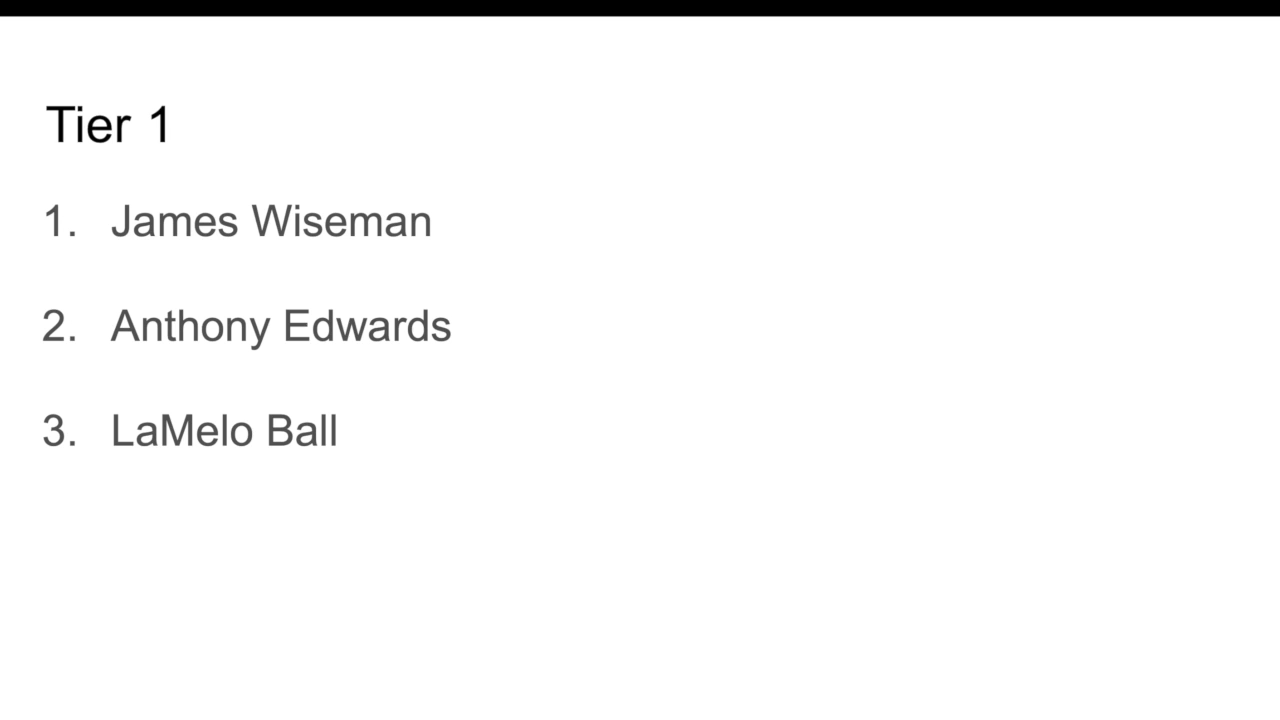 Tier 1
1. James Wiseman
2. Anthony Edwards
3. LaMelo Ball